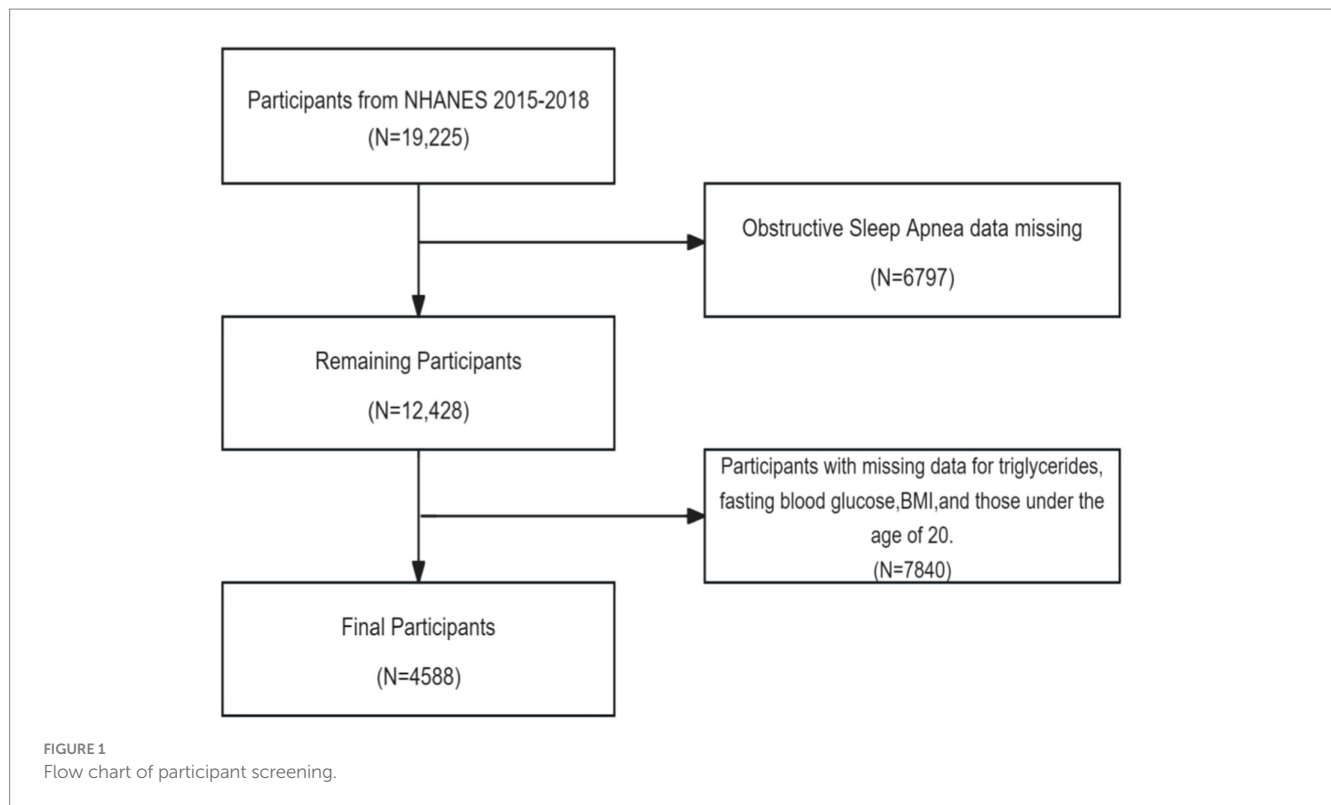 Participants from NHANES 2015-2018
(N=19,225)
Obstructive Sleep Apnea data missing
(N=6797)
Remaining Participants
(N=12,428)
Participants with missing data for triglycerides,
fasting blood glucose,BMI,and those under the
age of 20.
(N=7840)
Final Participants
(N=4588)
FIGURE 1
Flow chart of participant screening.